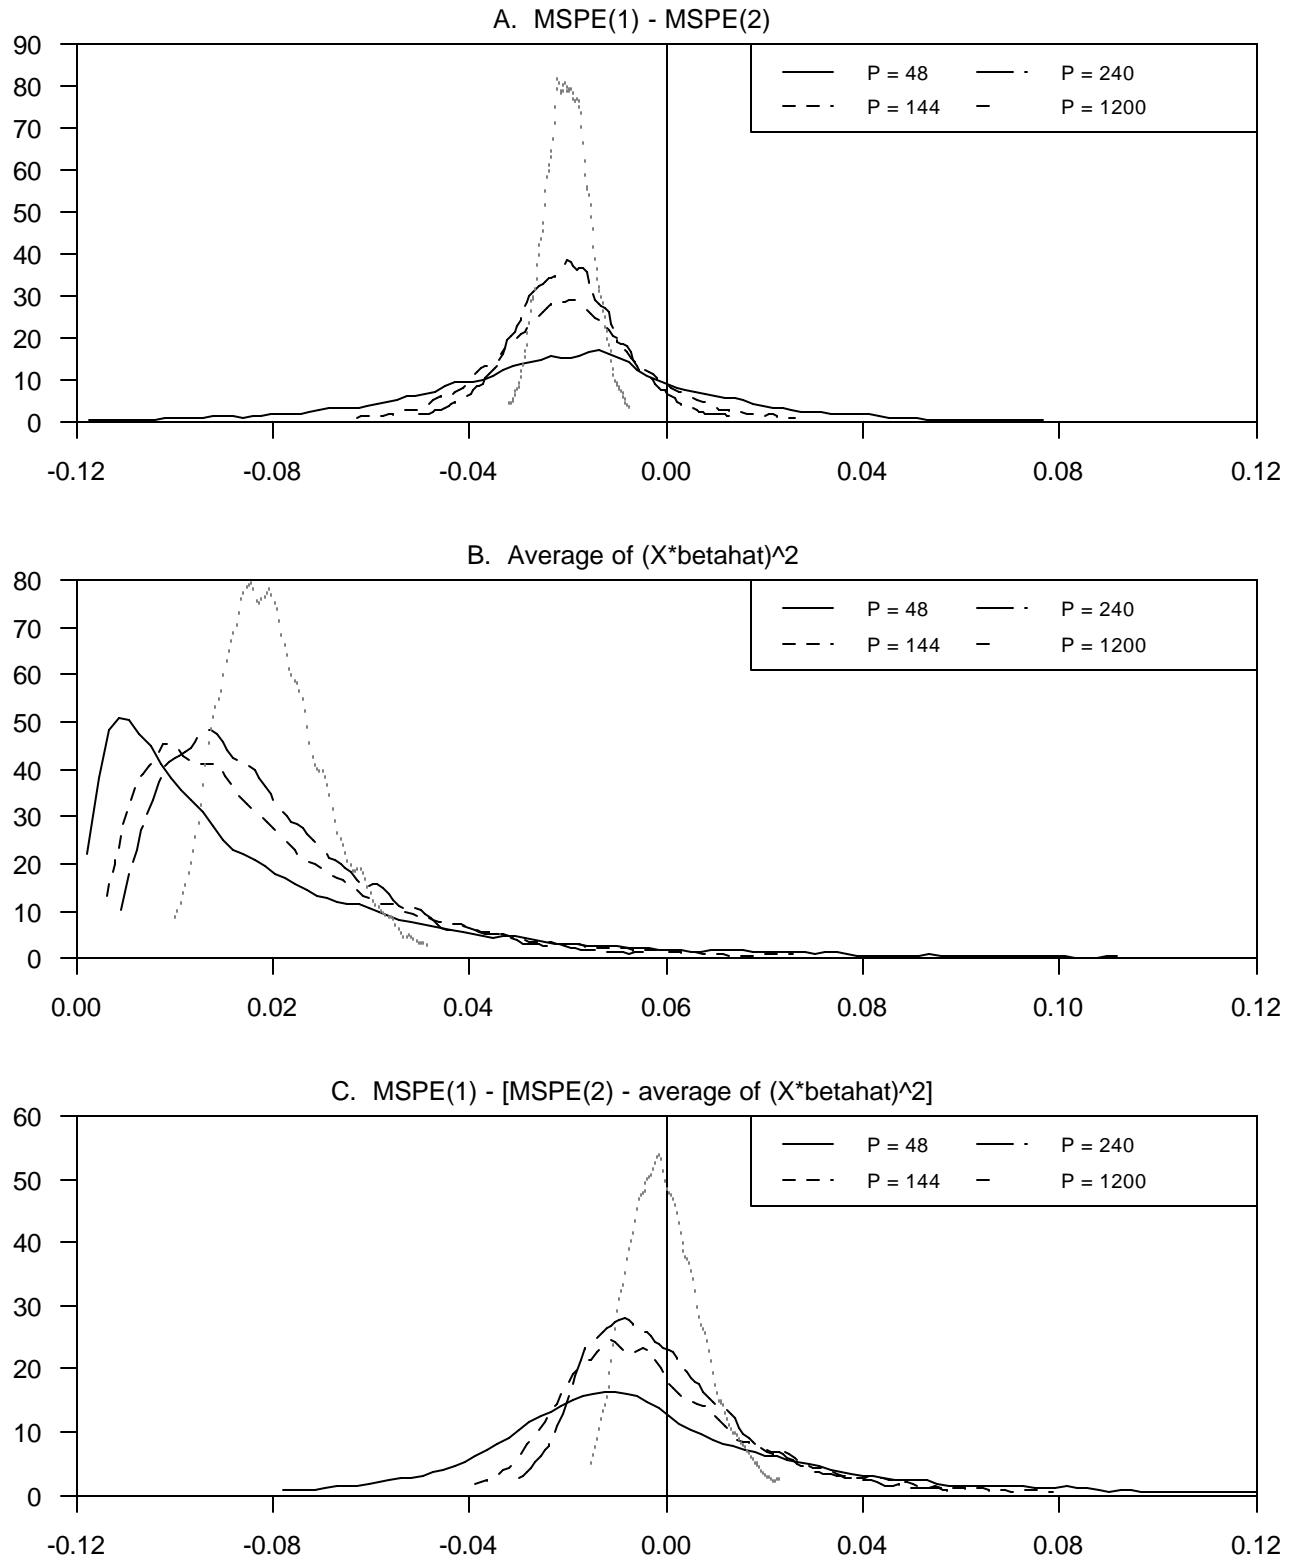 A. MSPE(1) - MSPE(2)
90
80
70
60
50
40
30
20
10
0
P = 48 P = 240
P = 144 P = 1200
-0.12 -0.08 -0.04 0.00 0.04 0.08 0.12
B. Average of (X*betahat)^2
80
70
60
50
40
30
20
10
0
P = 48 P = 240
P = 144 P = 1200
0.00 0.02 0.04 0.06 0.08 0.10 0.12
C. MSPE(1) - [MSPE(2) - average of (X*betahat)^2]
60
50
40
30
20
10
0
P = 48 P = 240
P = 144 P = 1200
-0.12 -0.08 -0.04 0.00 0.04 0.08 0.12